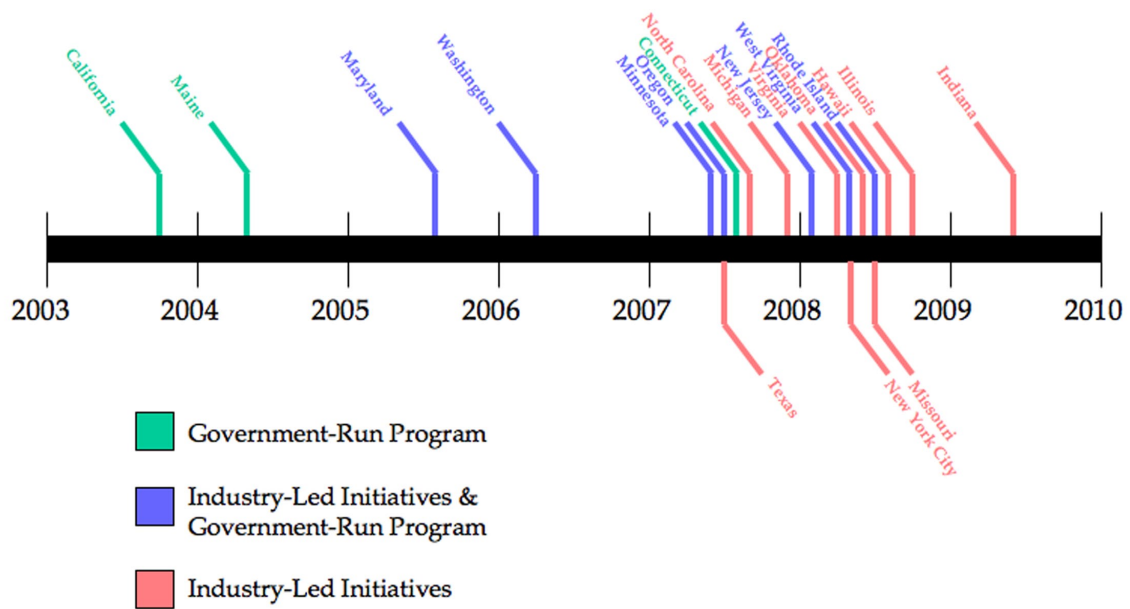 California
Maine
Maryland
Washington
Minnesota
Oregon
Connecticut
North Carolina
Michigan
New Jersey
Virginia
West Virginia
Oklahoma
Rhode Island
Hawaii
Illinois
Indiana
2003
2004
2005
2006
2007
2008
2009
2010
Texas
New York City
Missouri
Government-Run Program
Industry-Led Initiatives &
Government-Run Program
Industry-Led Initiatives